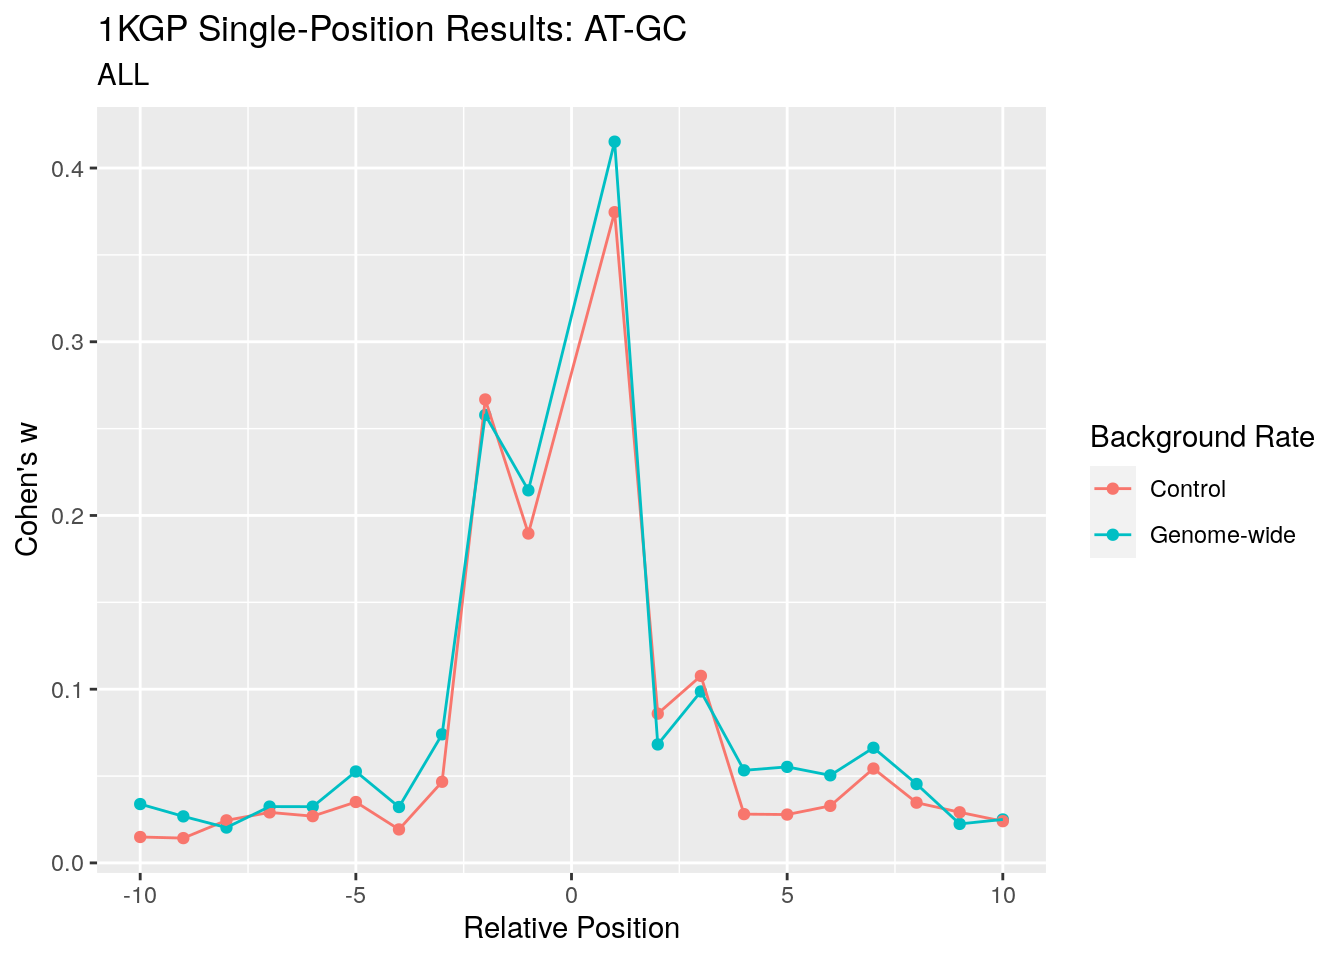 1KGP Single-Position Results: AT-GC
ALL
0.4
0.3
0.2
0.1
0.0
Cohen's w
-10 -5 0 5 10
Relative Position
Background Rate
Control
Genome-wide